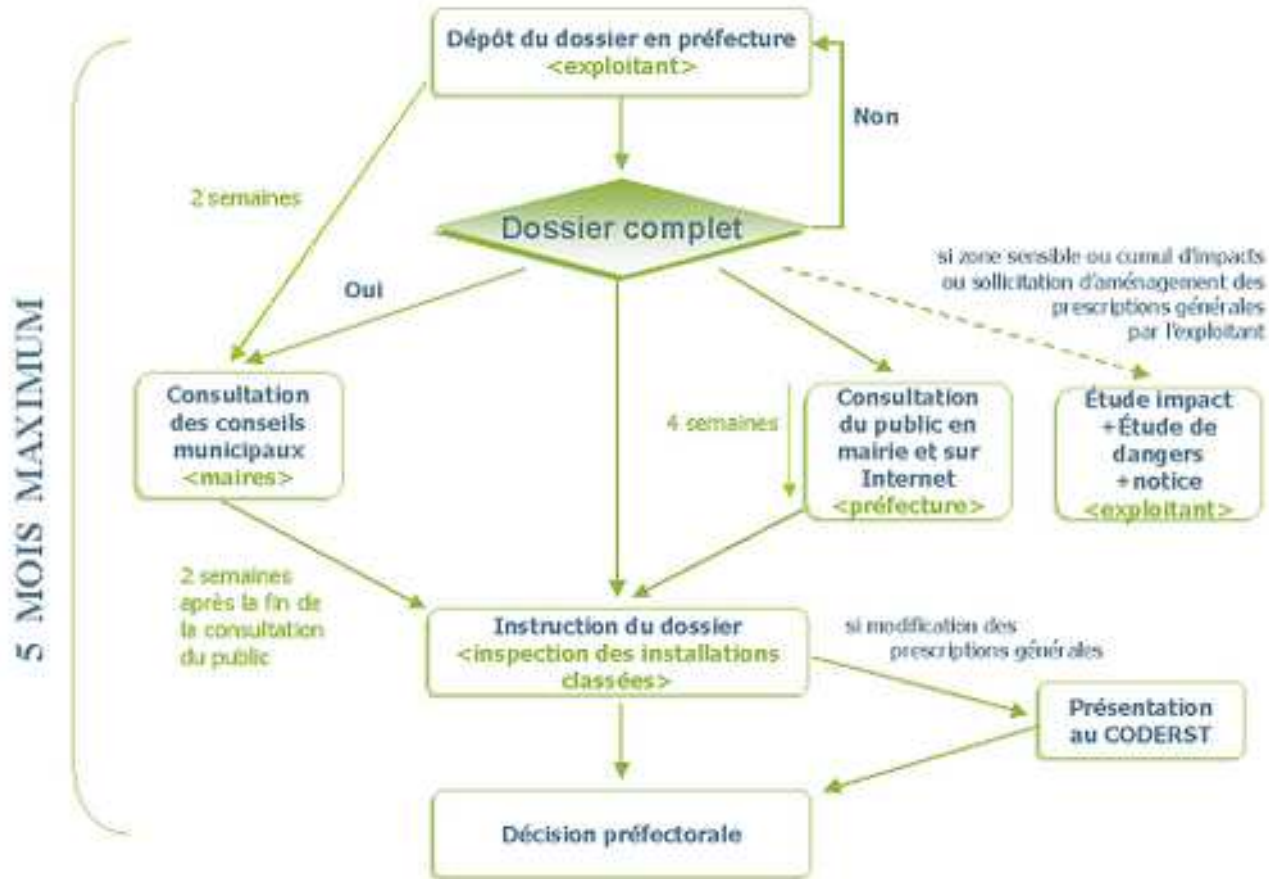 Dépôt du dossier en préfecture
<exploitant>
Non
2 semaines
Dossier complet
si zone sensible ou cumul d'impacts
ou sollicitation d'aménagement des
prescriptions générales
par l'exploitant
Oui
5 MOIS MAXIMUM
Consultation
des conseils
municipaux
<maires>
4 semaines
Consultation
du public en
mairie et sur
Internet
<préfecture>
Étude impact
+Étude de
dangers
+notice
<exploitant>
2 semaines
après la fin de
la consultation
du public
Instruction du dossier
<inspection des installations
classées>
si modification des
prescriptions générales
Présentation
au CODERST
Décision préfectorale